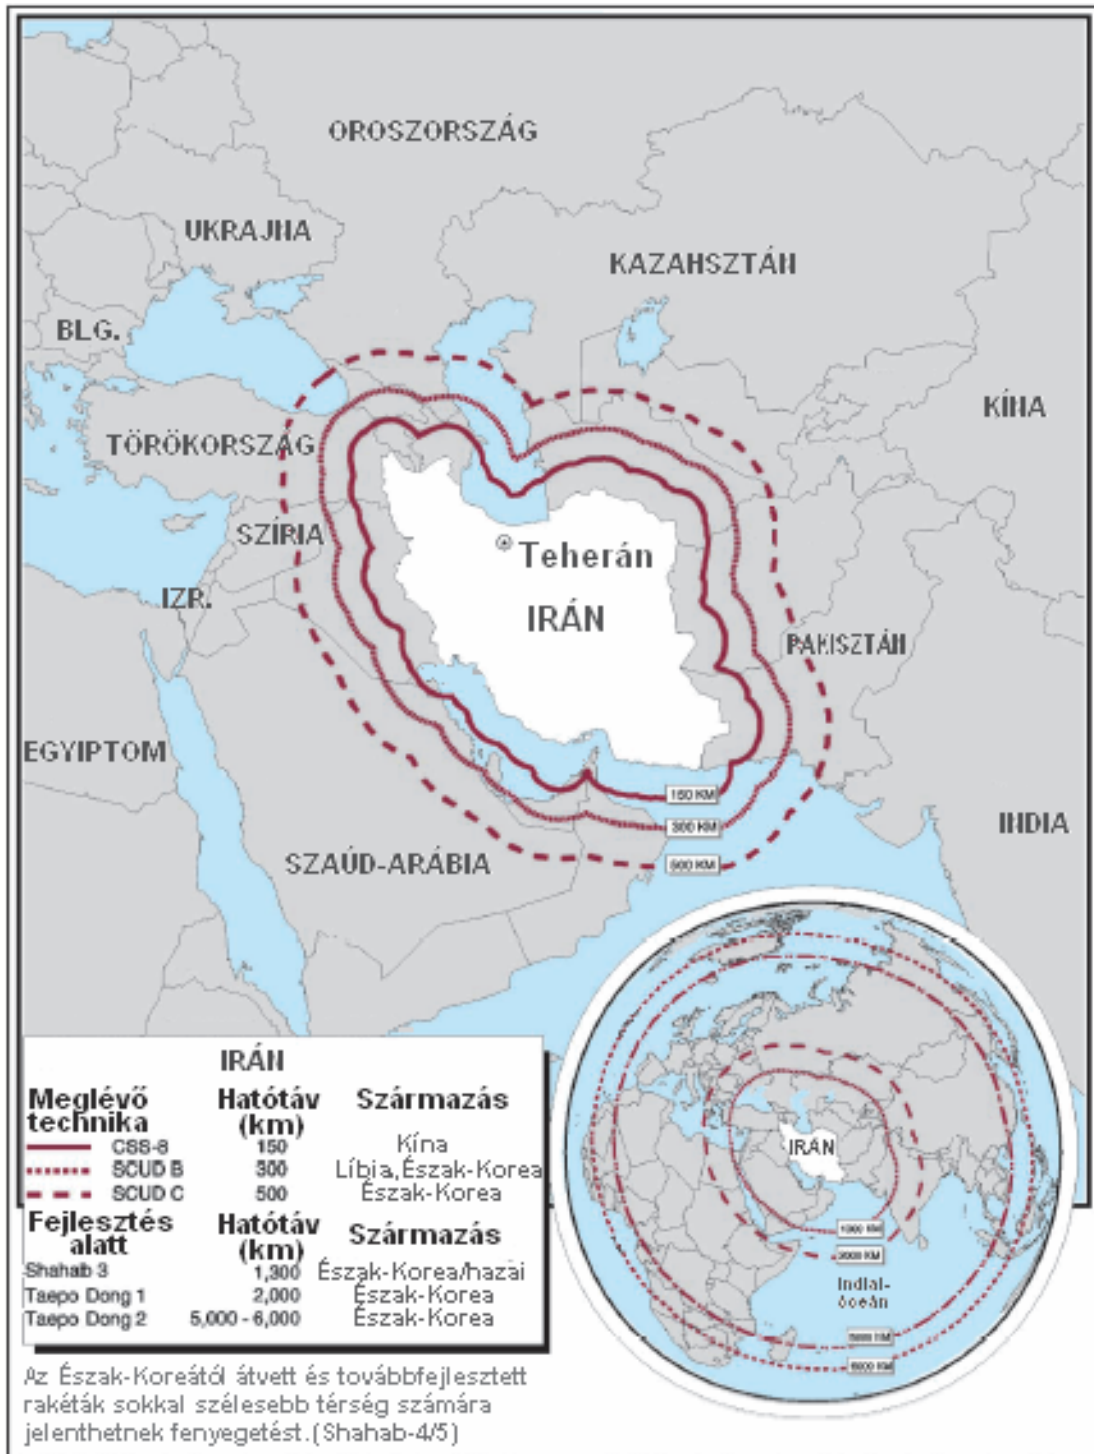 OROSZORSZÁG
UKRAJNA
KAZAHSZTÁN
BLG.
KÍNA
TÖRÖKORSZÁG
SZÍRIA
Teherán
IZR.
IRÁN
PAKISZTÁN
EGYIPTOM
150 KM
INDIA
300 KM
SZAÚD-ARÁBIA
500 KM
IRÁN
Meglévő technika Hatótáv (km) Származás
CSS-8 150 Kína
SCUD B 300 Líbia,Észak-Korea
SCUD C 500 Észak-Korea
Fejlesztés alatt Hatótáv (km) Származás
Shahab 3 1,300 Észak-Korea/hazai
Taepo Dong 1 2,000 Észak-Korea
Taepo Dong 2 5,000 - 6,000 Észak-Korea
IRÁN
1300 KM
2000 KM
Indiai-
óceán
5000 KM
6000 KM
Az Észak-Koreától átvett és továbbfejlesztett
rakéták sokkal szélesebb térség számára
jelenthetnek fenyegetést.(Shahab-4/5)